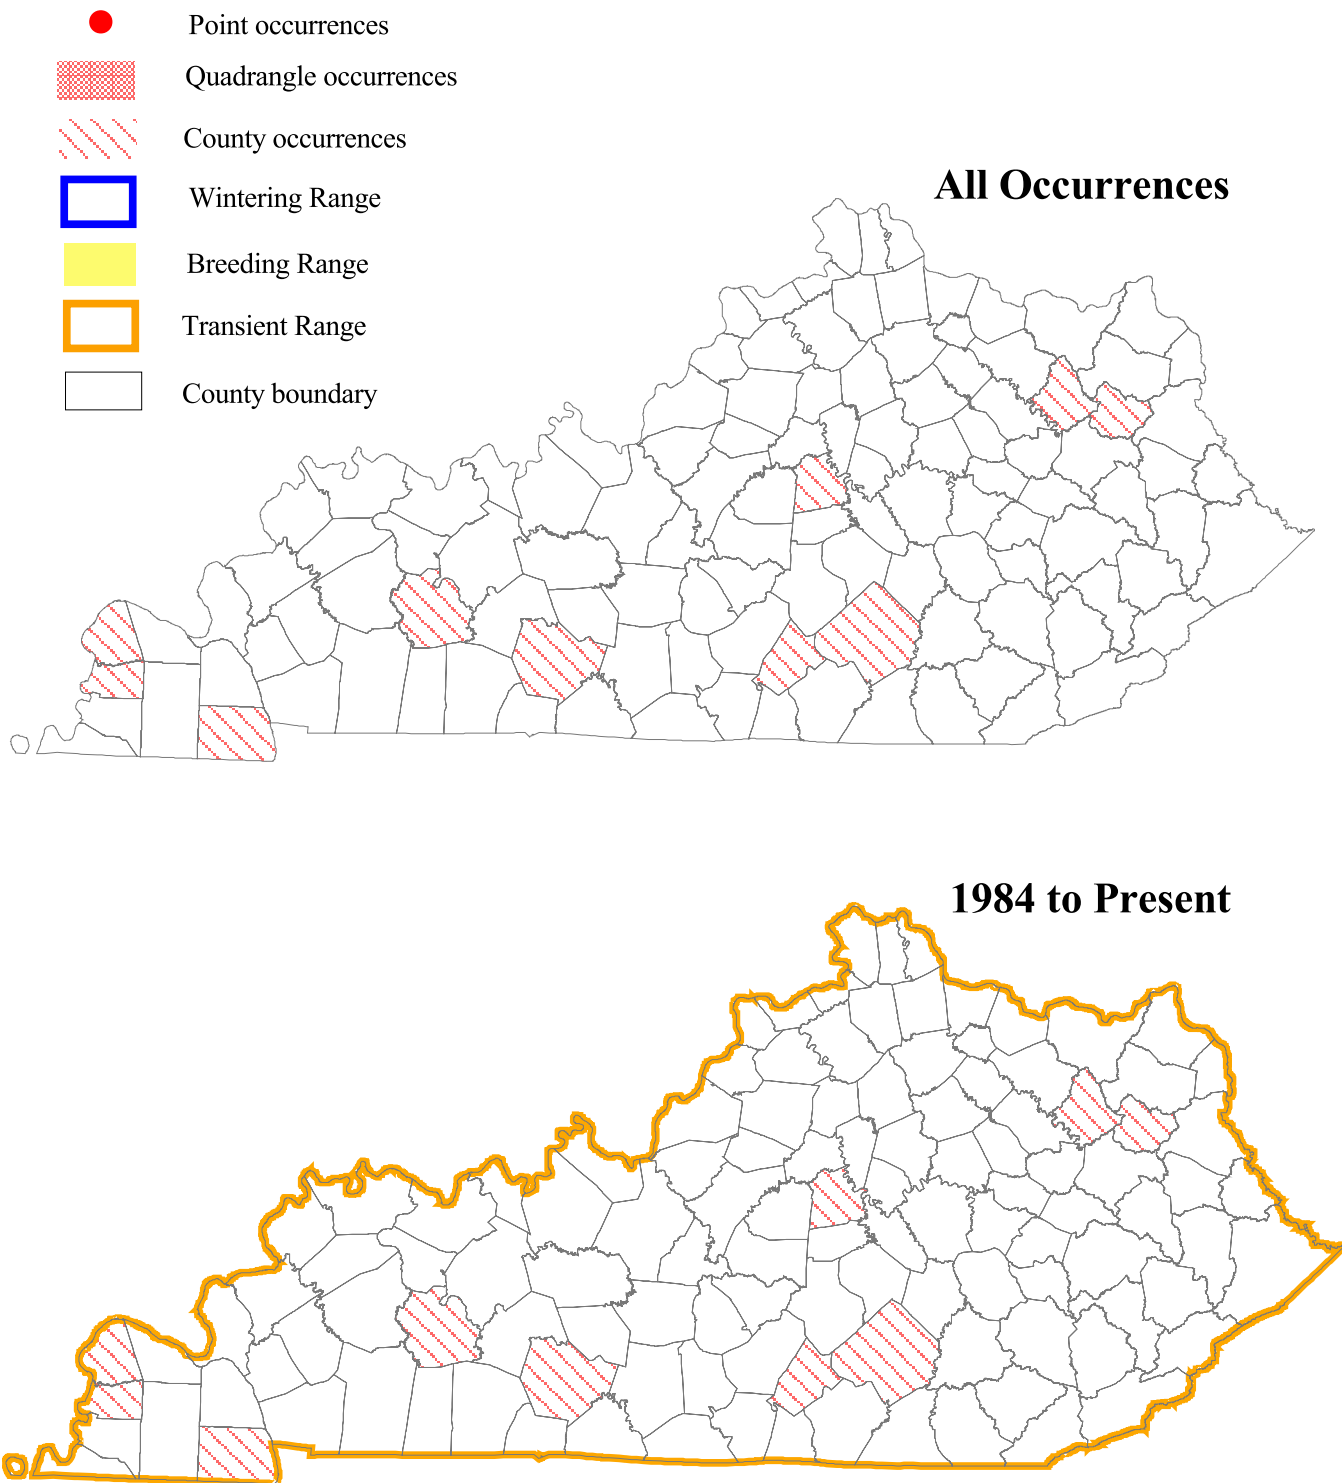 Point occurrences
Quadrangle occurrences
County occurrences
Wintering Range
Breeding Range
Transient Range
County boundary
All Occurrences
1984 to Present